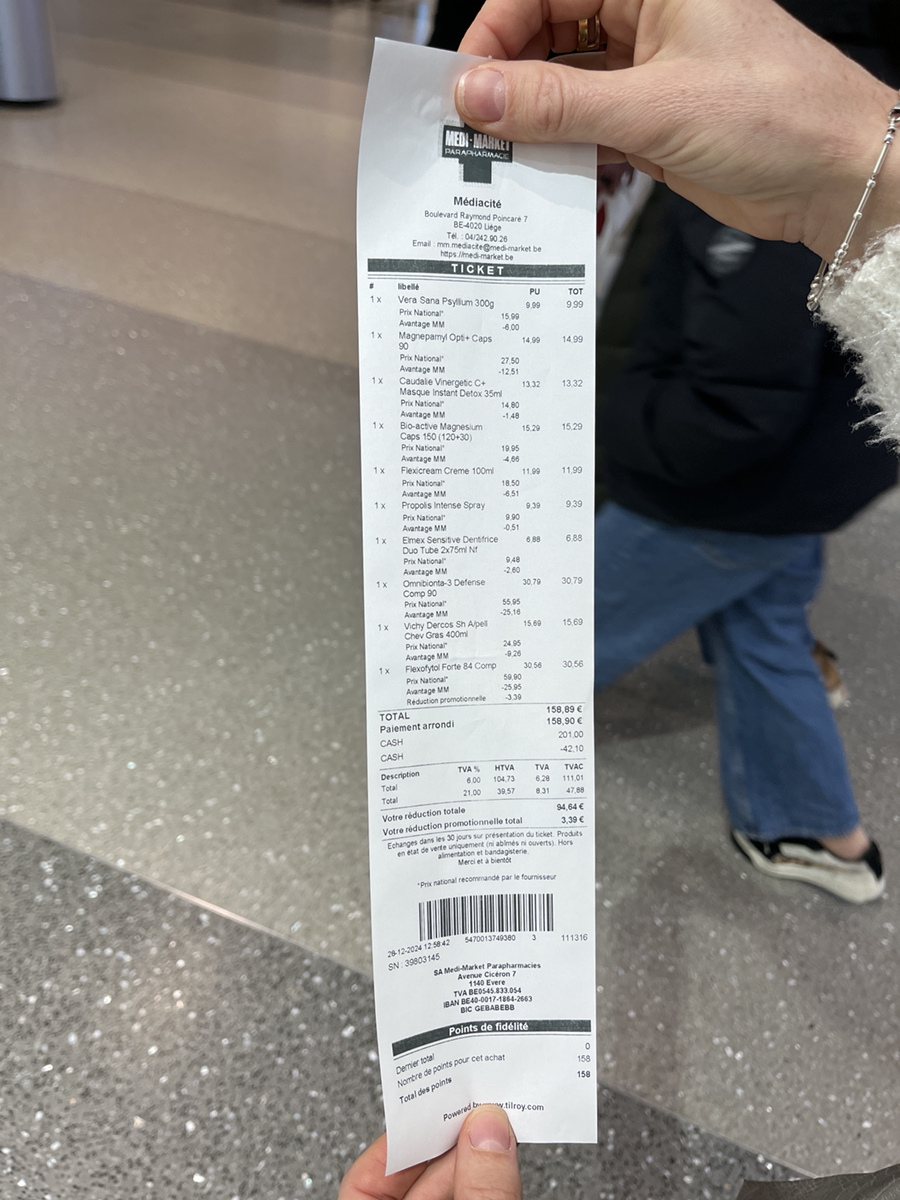 MEDI-MARKET
PARAPHARMACIE
Médiacité
Boulevard Raymond Poincaré 7
BE-4020 Liège
Tél. : 04/242.90.26
Email : mm.mediacite@medi-market.be
https://medi-market.be
TICKET
# libellé PU TOT
1 x Vera Sana Psyllium 300g 9,99 9,99
Prix National* 15,99
Avantage MM -6,00
1 x Magnepamyl Opti+ Caps 14,99 14,99
90
Prix National* 27,50
Avantage MM -12,51
1 x Caudalie Vinergetic C+ 13,32 13,32
Masque Instant Detox 35ml
Prix National* 14,80
Avantage MM -1,48
1 x Bio-active Magnesium 15,29 15,29
Caps 150 (120+30)
Prix National* 19,95
Avantage MM -4,66
1 x Flexicream Creme 100ml 11,99 11,99
Prix National* 18,50
Avantage MM -6,51
1 x Propolis Intense Spray 9,39 9,39
Prix National* 9,90
Avantage MM -0,51
1 x Elmex Sensitive Dentifrice 6,88 6,88
Duo Tube 2x75ml Nf
Prix National* 9,48
Avantage MM -2,60
1 x Omnibionta-3 Defense 30,79 30,79
Comp 90
Prix National* 55,95
Avantage MM -25,16
1 x Vichy Dercos Sh A/pell 15,69 15,69
Chev Gras 400ml
Prix National* 24,95
Avantage MM -9,26
1 x Flexofytol Forte 84 Comp 30,56 30,56
Prix National* 59,90
Avantage MM -25,95
Réduction promotionnelle -3,39
TOTAL 158,89 €
Paiement arrondi 158,90 €
CASH 201,00
CASH -42,10
Description TVA % HTVA TVA TVAC
Total 6,00 104,73 6,28 111,01
Total 21,00 39,57 8,31 47,88
Votre réduction totale 94,64 €
Votre réduction promotionnelle total 3,39 €
Echanges dans les 30 jours sur présentation du ticket. Produits
en état de vente uniquement (ni abîmés ni ouverts). Hors
alimentation et bandagisterie.
Merci et à bientôt
*Prix national recommandé par le fournisseur
28-12-2024 12:58:42 5470013749380 3 111316
SN : 39803145
SA Medi-Market Parapharmacies
Avenue Cicéron 7
1140 Evere
TVA BE0545.833.054
IBAN BE40-0017-1864-2663
BIC GEBABEBB
Points de fidélité
Dernier total 0
Nombre de points pour cet achat 158
Total des points 158
Powered .tilroy.com